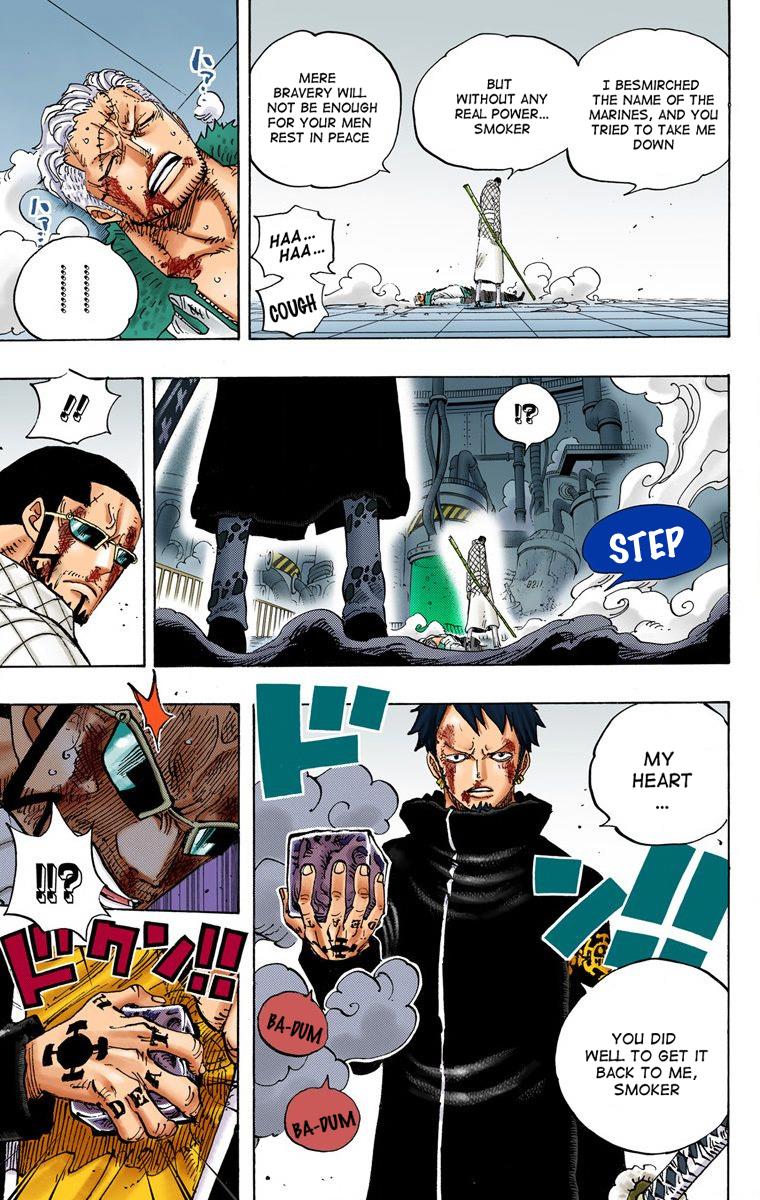 I BESMIRCHED
THE NAME OF THE
MARINES, AND YOU
TRIED TO TAKE ME
DOWN
BUT
WITHOUT ANY
REAL POWER...
SMOKER
MERE
BRAVERY WILL
NOT BE ENOUGH
FOR YOUR MEN
REST IN PEACE
HAA...
HAA...
COUGH
ハァ?
ハァ?
!?
STEP
!!
MY
HEART
...
ドン!!
BA-DUM
BA-DUM
YOU DID
WELL TO GET IT
BACK TO ME,
SMOKER
!!?
ドクン!!
DEAT